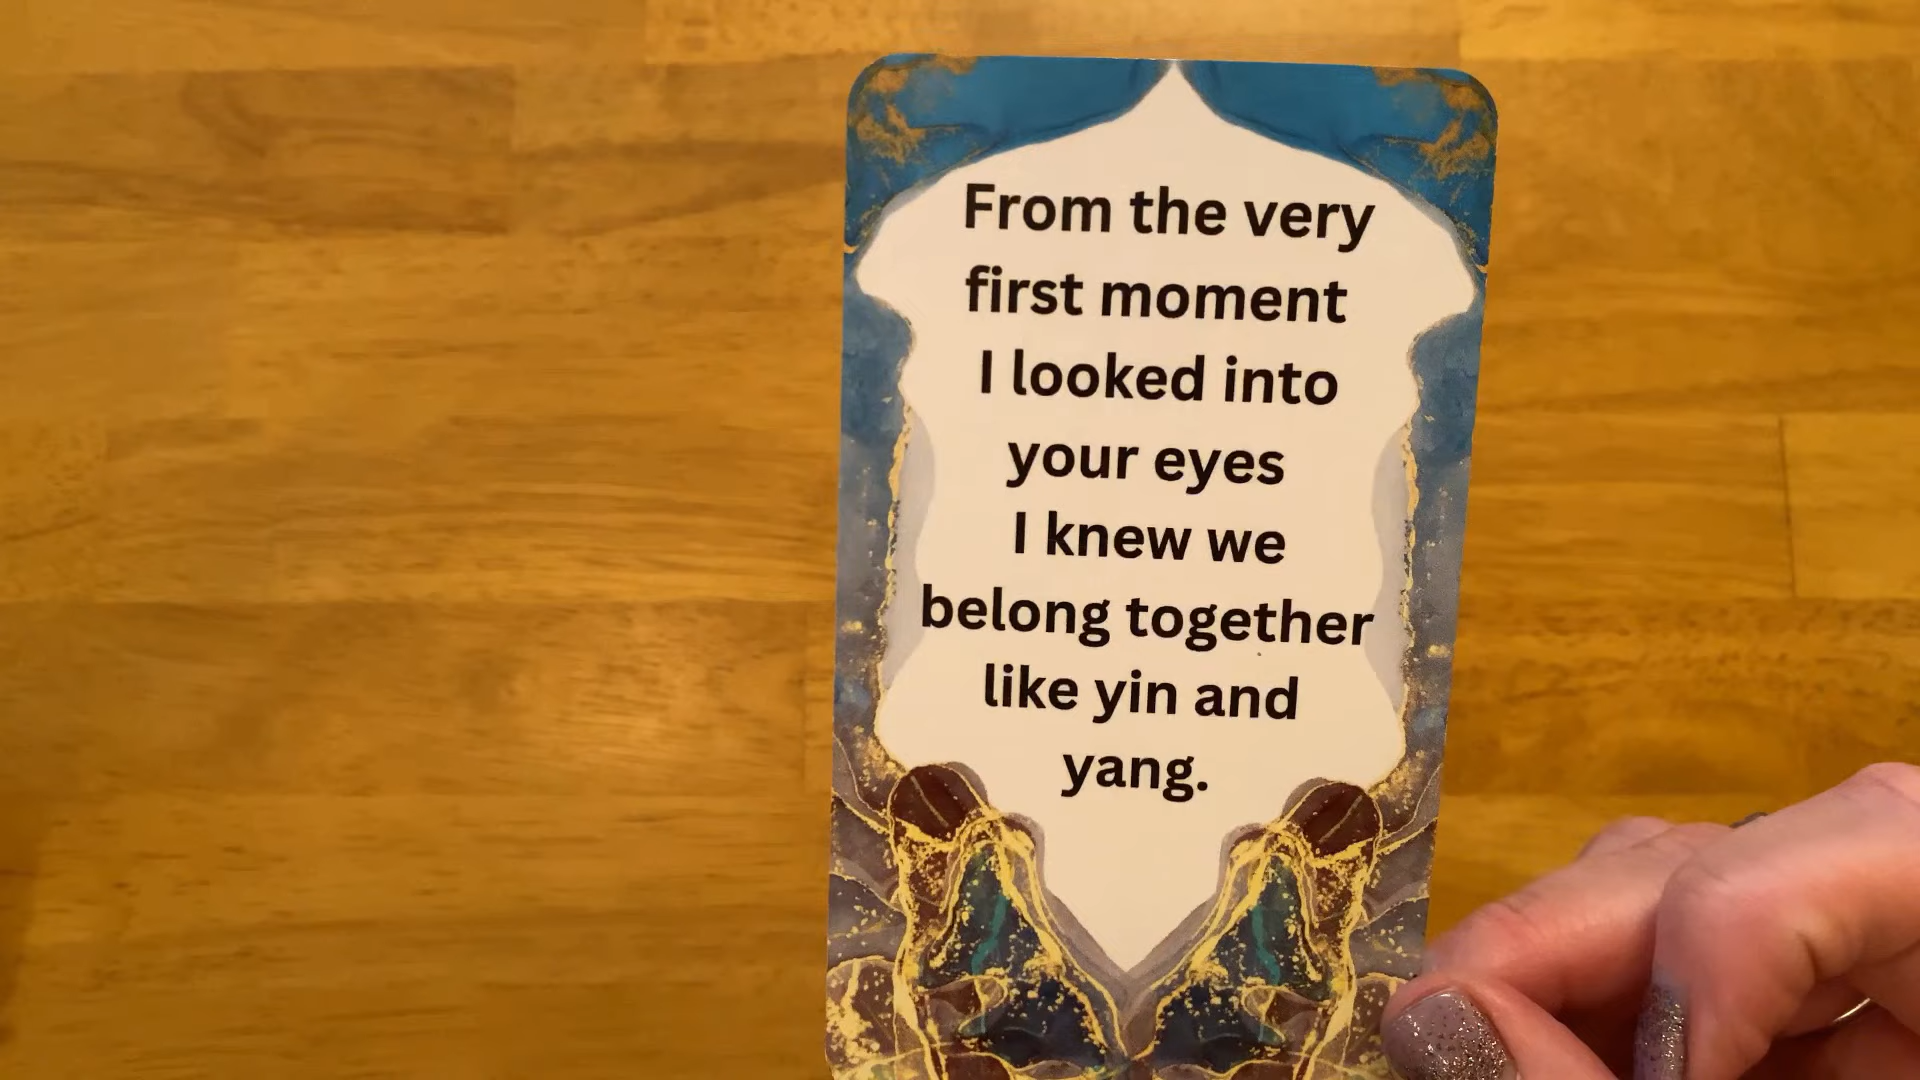 From the very
first moment
I looked into
your eyes
I knew we
belong together
like yin and
yang.